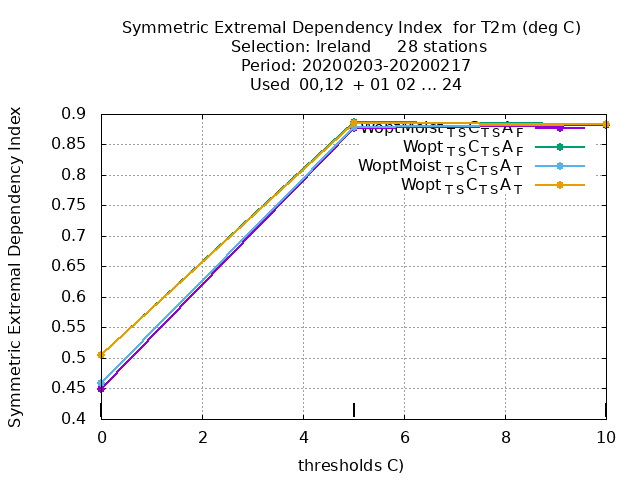 Symmetric Extremal Dependency Index  for T2m (deg C)
Selection: Ireland     28 stations
Period: 20200203-20200217
Used  00,12  + 01 02 ... 24
Symmetric Extremal Dependency Index
0.9
0.85
0.8
0.75
0.7
0.65
0.6
0.55
0.5
0.45
0.4
WoptMoist TS C TS A F
Wopt TS C TS A F
WoptMoist TS C TS A T
Wopt TS C TS A T
0 2 4 6 8 10
thresholds C)